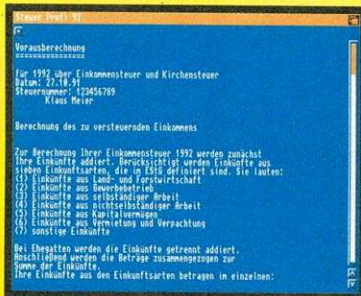 Steuer Profi 92
Vorausberechnung
================
für 1992 über Einkommensteuer und Kirchensteuer
Datum: 27.10.91
Steuernummer: 123456789
Klaus Meier
Berechnung des zu versteuernden Einkommens
Zur Berechnung Ihrer Einkommensteuer 1992 werden zunächst
Ihre Einkünfte addiert. Berücksichtigt werden Einkünfte aus
sieben Einkunftsarten, die im EStG definiert sind. Sie lauten:
(1) Einkünfte aus Land- und Forstwirtschaft
(2) Einkünfte aus Gewerbebetrieb
(3) Einkünfte aus selbständiger Arbeit
(4) Einkünfte aus nichtselbständiger Arbeit
(5) Einkünfte aus Kapitalvermögen
(6) Einkünfte aus Vermietung und Verpachtung
(7) sonstige Einkünfte
Bei Ehegatten werden die Einkünfte getrennt addiert.
Anschließend werden die Beträge zusammengezogen zur
Summe der Einkünfte.
Ihre Einkünfte aus den Einkunftsarten betragen im einzelnen: